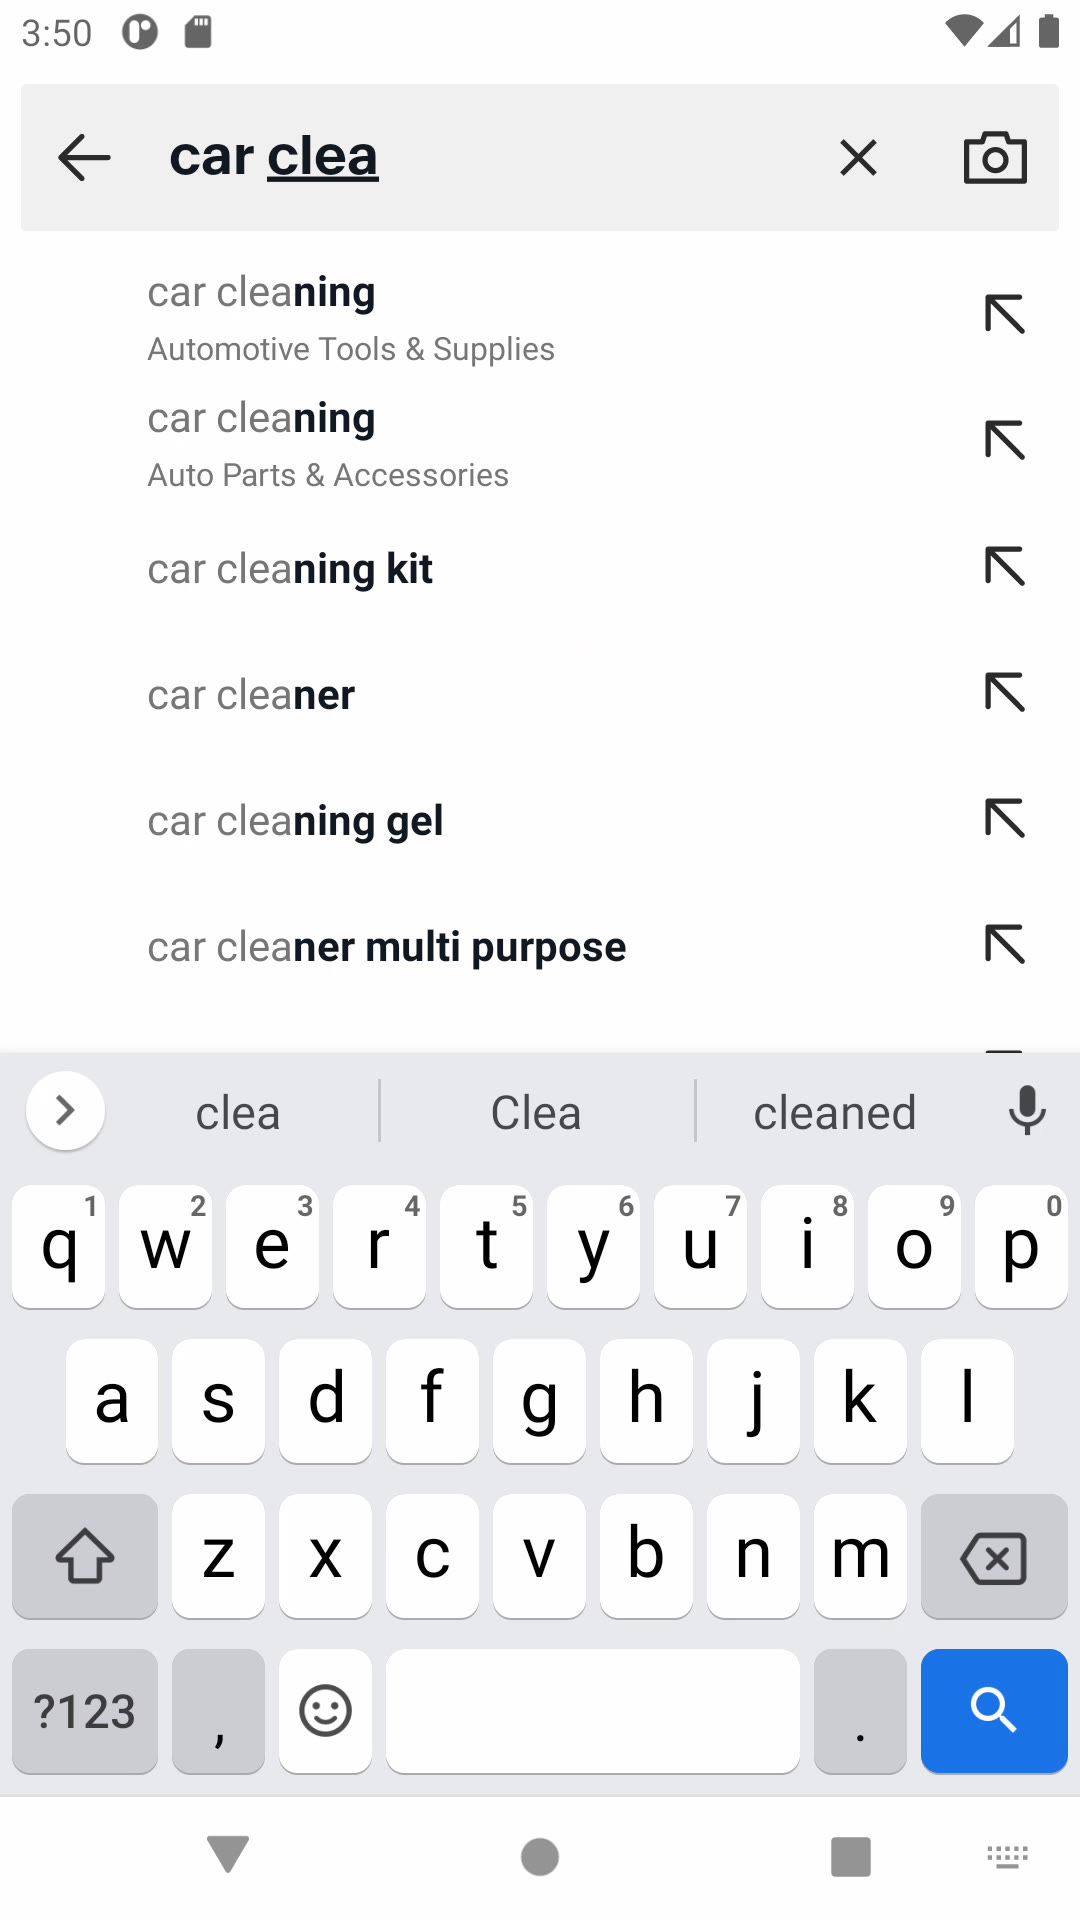 3:50
car clea
car cleaning
Automotive Tools & Supplies
car cleaning
Auto Parts & Accessories
car cleaning kit
car cleaner
car cleaning gel
car cleaner multi purpose
clea Clea cleaned
1 2 3 4 5 6 7 8 9 0
q w e r t y u i o p
a s d f g h j k l
z x c v b n m
?123 , .